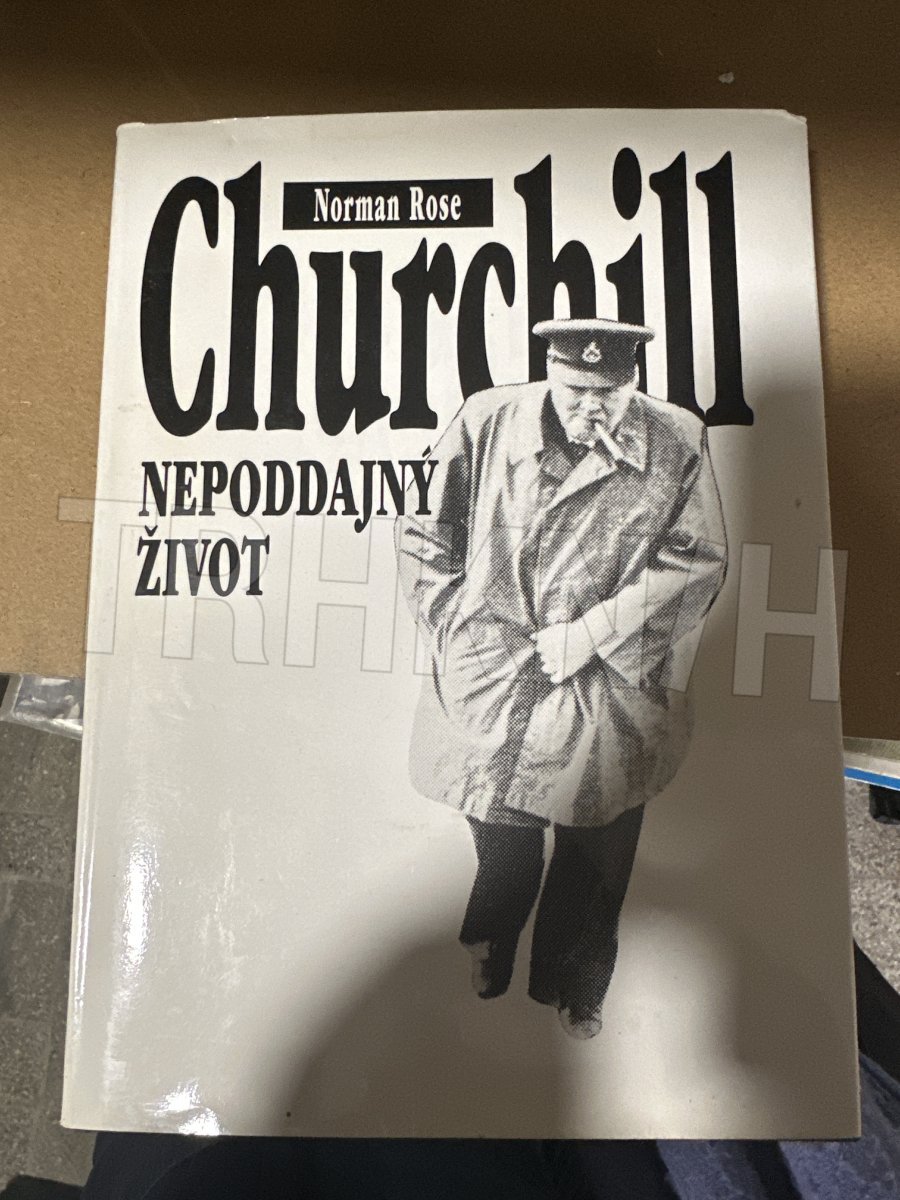 Norman Rose
Churchill
NEPODDAJNÝ
ŽIVOT